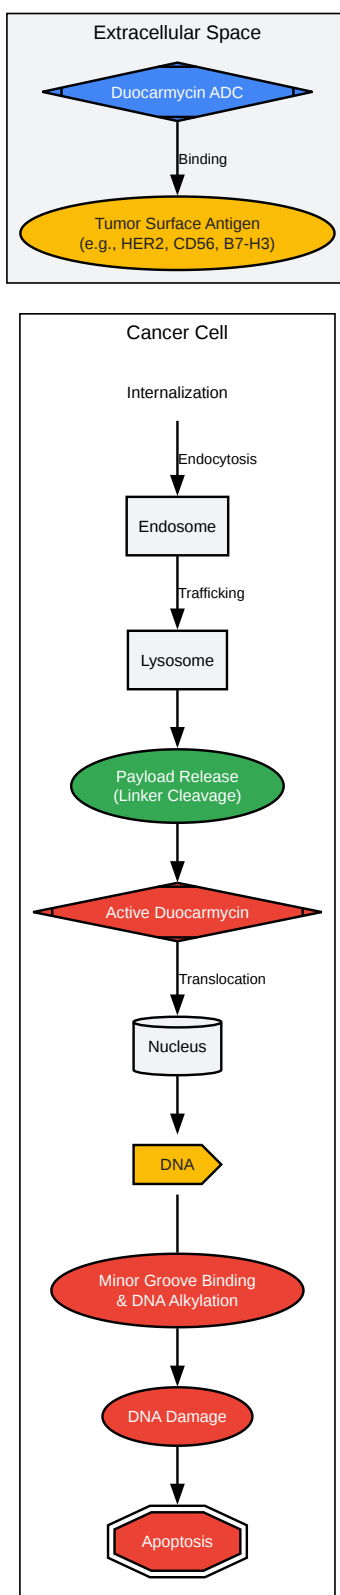 Extracellular Space
Duocarmycin ADC
Binding
Tumor Surface Antigen
(e.g., HER2, CD56, B7-H3)
Cancer Cell
Internalization
Endocytosis
Endosome
Trafficking
Lysosome
Payload Release
(Linker Cleavage)
Active Duocarmycin
Translocation
Nucleus
DNA
Minor Groove Binding
& DNA Alkylation
DNA Damage
Apoptosis